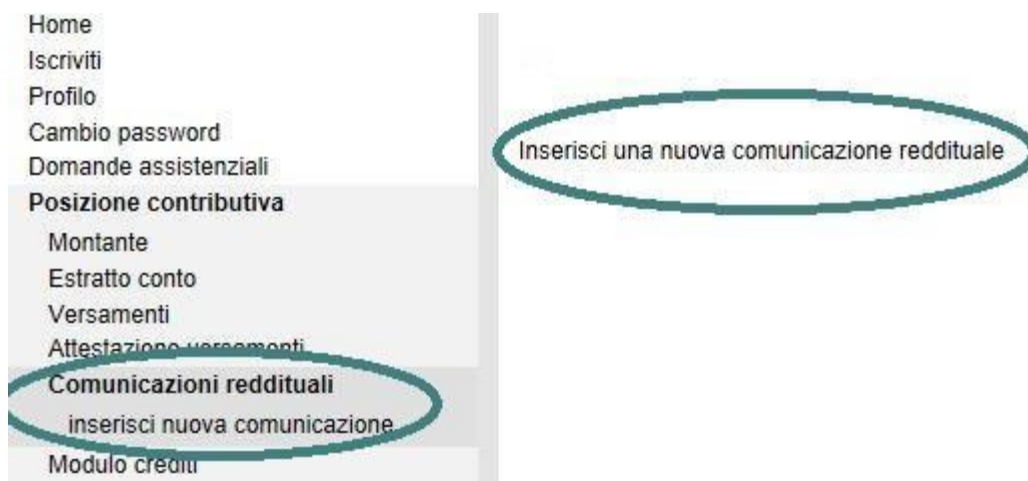 Home
Iscriviti
Profilo
Cambio password
Domande assistenziali
Posizione contributiva
Montante
Estratto conto
Versamenti
Attestazione versamenti
Comunicazioni reddituali
inserisci nuova comunicazione
Modulo crediti
Inserisci una nuova comunicazione reddituale